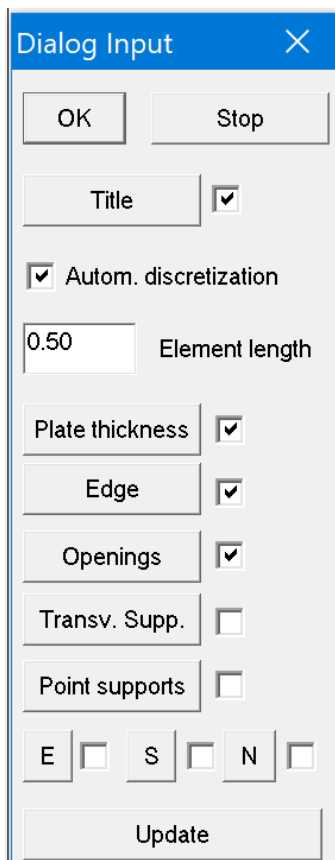 Dialog Input
OK Stop
Title
Autom. discretization
0.50 Element length
Plate thickness
Edge
Openings
Transv. Supp.
Point supports
E S N
Update